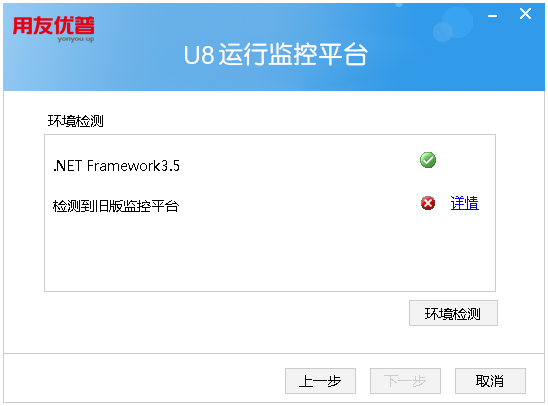 用友优普
yonyou up
U8运行监控平台
环境检测
.NET Framework3.5
检测到旧版监控平台 详情
环境检测
上一步 下一步 取消